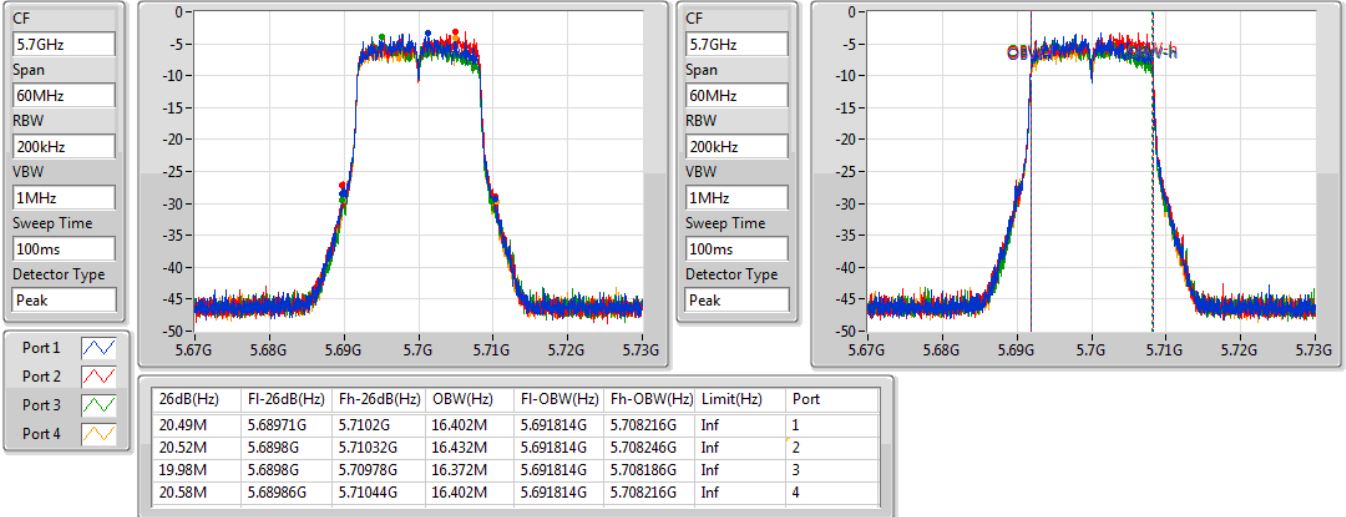 CF
5.7GHz
Span
60MHz
RBW
200kHz
VBW
1MHz
Sweep Time
100ms
Detector Type
Peak
0
-5
-10
-15
-20
-25
-30
-35
-40
-45
-50
5.67G 5.68G 5.69G 5.7G 5.71G 5.72G 5.73G
CF
5.7GHz
Span
60MHz
RBW
200kHz
VBW
1MHz
Sweep Time
100ms
Detector Type
Peak
0
-5
-10
-15
-20
-25
-30
-35
-40
-45
-50
5.67G 5.68G 5.69G 5.7G 5.71G 5.72G 5.73G
Port 1
Port 2
Port 3
Port 4
26dB(Hz) Fl-26dB(Hz) Fh-26dB(Hz) OBW(Hz) Fl-OBW(Hz) Fh-OBW(Hz) Limit(Hz) Port
20.49M 5.68971G 5.7102G 16.402M 5.691814G 5.708216G Inf 1
20.52M 5.6898G 5.71032G 16.432M 5.691814G 5.708246G Inf 2
19.98M 5.6898G 5.70978G 16.372M 5.691814G 5.708186G Inf 3
20.58M 5.68986G 5.71044G 16.402M 5.691814G 5.708216G Inf 4